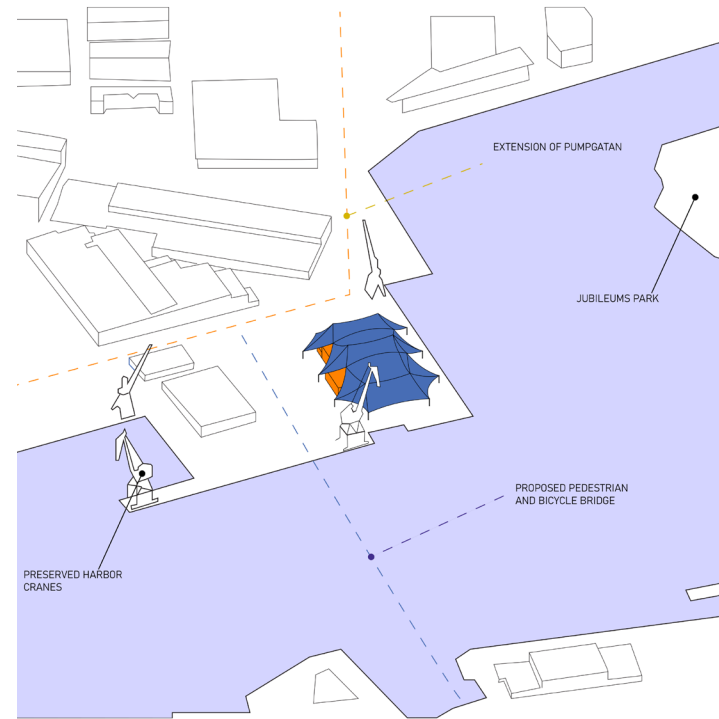 EXTENSION OF PUMPGATAN
JUBILEUMS PARK
PROPOSED PEDESTRIAN
AND BICYCLE BRIDGE
PRESERVED HARBOR
CRANES